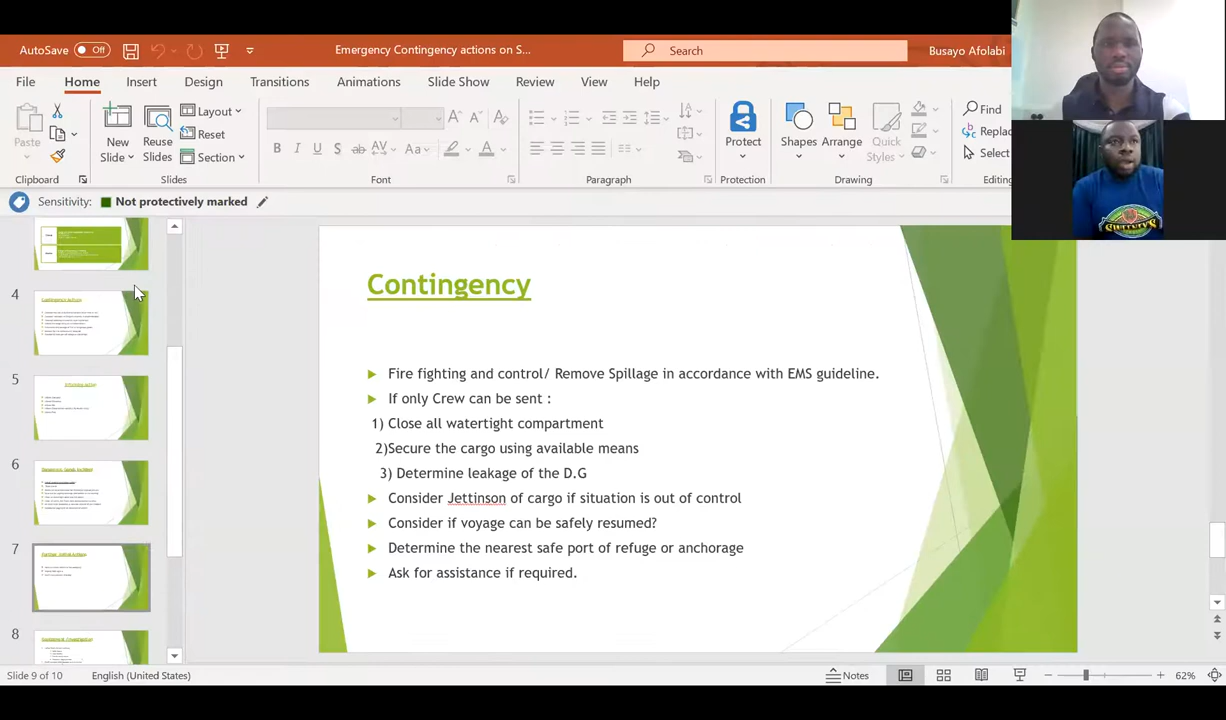 AutoSave Off Emergency Contingency actions on S... Search Busayo Afolabi
File Home Insert Design Transitions Animations Slide Show Review View Help
Paste
Clipboard
New Slide
Reuse Slides
Layout
Reset
Section
Slides
B I U S ab AV Aa A
Font
Paragraph
Protect
Protection
Shapes
Arrange
Quick Styles
Drawing
Find
Replac
Select
Editing
Sensitivity: Not protectively marked
4
5
6
7
8
Contingency
Fire fighting and control/ Remove Spillage in accordance with EMS guideline.
If only Crew can be sent :
1) Close all watertight compartment
2)Secure the cargo using available means
3) Determine leakage of the D.G
Consider Jettinson of cargo if situation is out of control
Consider if voyage can be safely resumed?
Determine the nearest safe port of refuge or anchorage
Ask for assistance if required.
Slide 9 of 10 English (United States) Notes 62%